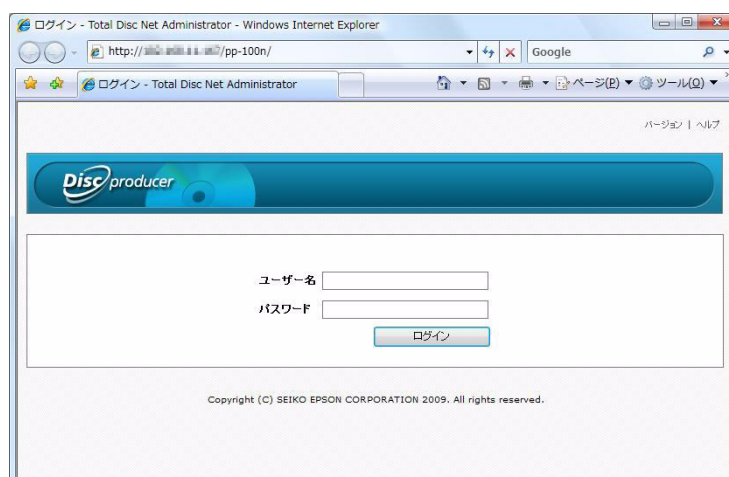 ログイン - Total Disc Net Administrator - Windows Internet Explorer
http:// /pp-100n/
Google
ログイン - Total Disc Net Administrator
ページ(P)
ツール(O)
バージョン | ヘルプ
Disc producer
ユーザー名
パスワード
ログイン
Copyright (C) SEIKO EPSON CORPORATION 2009. All rights reserved.